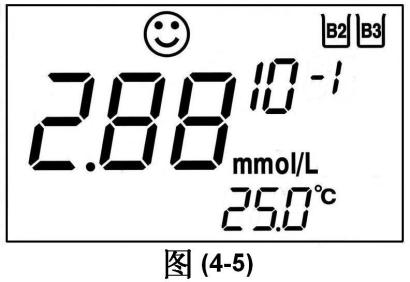 B2 B3
2.88 10⁻¹
mmol/L
25.0℃
图 (4-5)